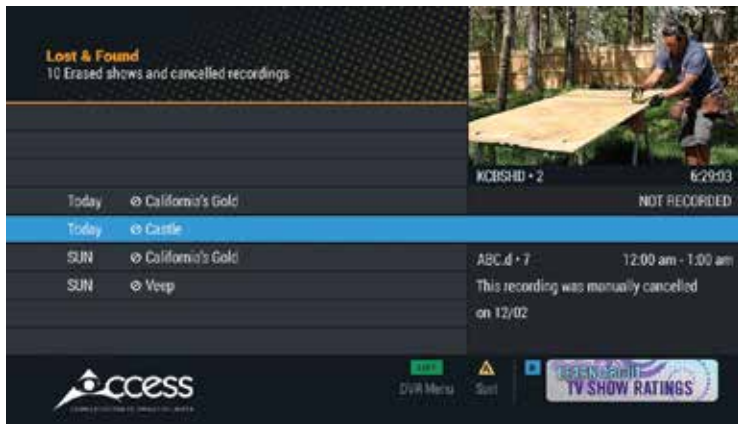 Lost & Found
10 Erased shows and cancelled recordings
KCBSHD • 2 6:29:03
Today ⊘ California's Gold NOT RECORDED
Today ⊘ Castle
SUN ⊘ California's Gold ABC.d • 7 12:00 am - 1:00 am
SUN ⊘ Veep This recording was manually cancelled
on 12/02
Access
DVR Menu Sort
TV SHOW RATINGS